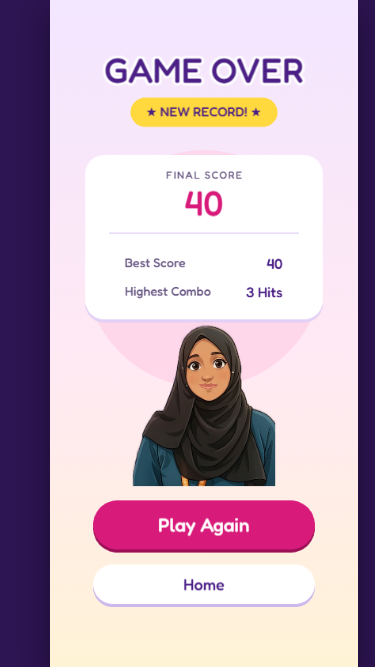 GAME OVER
★ NEW RECORD! ★
FINAL SCORE
40
Best Score 40
Highest Combo 3 Hits
Play Again
Home